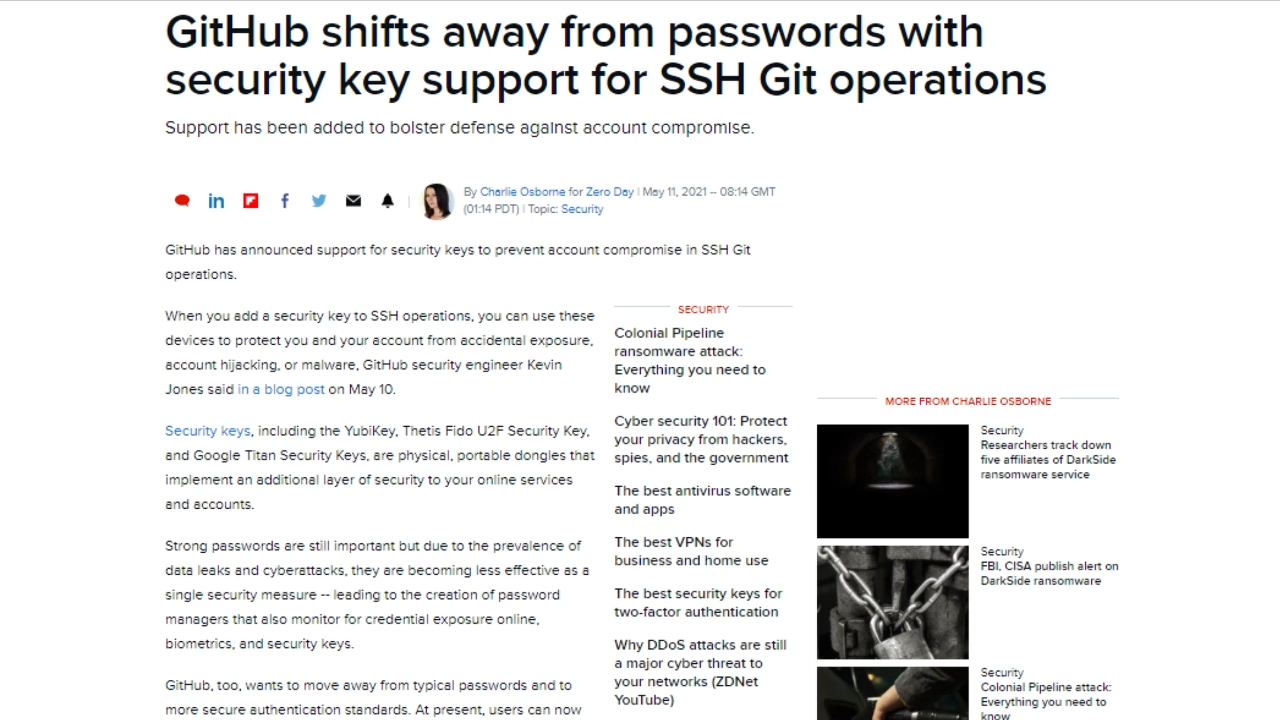 GitHub shifts away from passwords with
security key support for SSH Git operations
Support has been added to bolster defense against account compromise.
in
f
By Charlie Osborne for Zero Day | May 11, 2021 -- 08:14 GMT
(01:14 PDT) | Topic: Security
GitHub has announced support for security keys to prevent account compromise in SSH Git
operations.
When you add a security key to SSH operations, you can use these
devices to protect you and your account from accidental exposure,
account hijacking, or malware, GitHub security engineer Kevin
Jones said in a blog post on May 10.
Security keys, including the YubiKey, Thetis Fido U2F Security Key,
and Google Titan Security Keys, are physical, portable dongles that
implement an additional layer of security to your online services
and accounts.
Strong passwords are still important but due to the prevalence of
data leaks and cyberattacks, they are becoming less effective as a
single security measure -- leading to the creation of password
managers that also monitor for credential exposure online,
biometrics, and security keys.
GitHub, too, wants to move away from typical passwords and to
more secure authentication standards. At present, users can now
SECURITY
Colonial Pipeline
ransomware attack:
Everything you need to
know
Cyber security 101: Protect
your privacy from hackers,
spies, and the government
The best antivirus software
and apps
The best VPNs for
business and home use
The best security keys for
two-factor authentication
Why DDoS attacks are still
a major cyber threat to
your networks (ZDNet
YouTube)
MORE FROM CHARLIE OSBORNE
Security
Researchers track down
five affiliates of DarkSide
ransomware service
Security
FBI, CISA publish alert on
DarkSide ransomware
Security
Colonial Pipeline attack:
Everything you need to
know